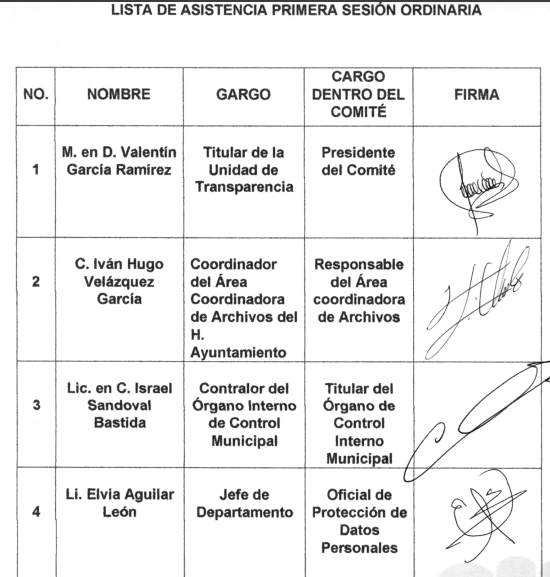 LISTA DE ASISTENCIA PRIMERA SESIÓN ORDINARIA
NO.
NOMBRE
GARGO
CARGO
DENTRO DEL
COMITÉ
FIRMA
1
M. en D. Valentín
García Ramírez
Titular de la
Unidad de
Transparencia
Presidente
del Comité
2
C. Iván Hugo
Velázquez
García
Coordinador
del Área
Coordinadora
de Archivos del
H.
Ayuntamiento
Responsable
del Área
coordinadora
de Archivos
3
Lic. en C. Israel
Sandoval
Bastida
Contralor del
Órgano Interno
de Control
Municipal
Titular del
Órgano de
Control
Interno
Municipal
4
Li. Elvia Aguilar
León
Jefe de
Departamento
Oficial de
Protección de
Datos
Personales